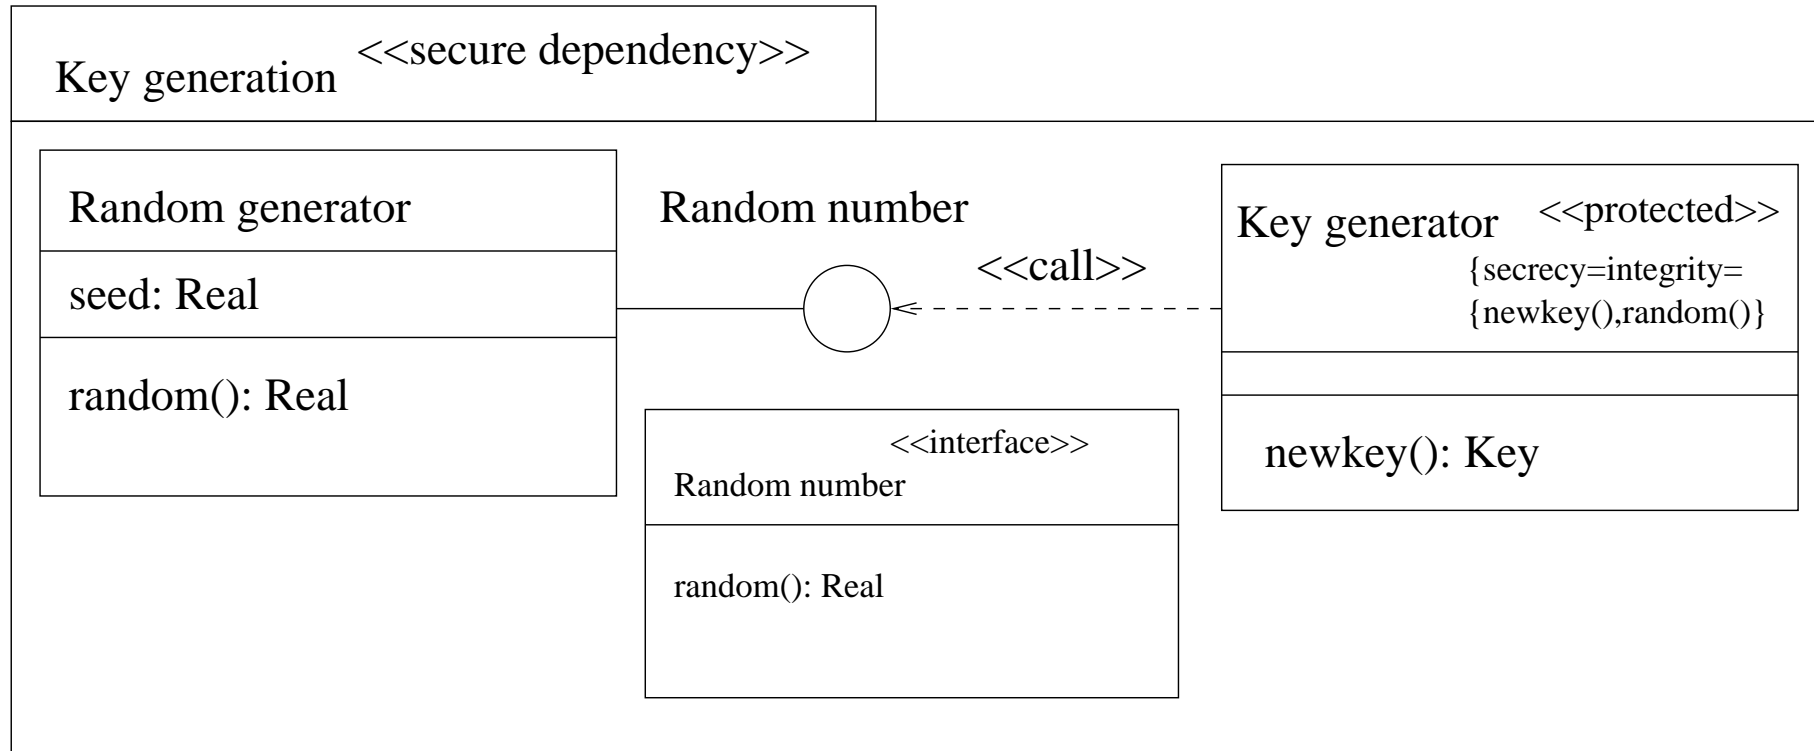 Key generation <<secure dependency>>
Random generator
seed: Real
random(): Real
Random number
<<call>>
<<interface>>
Random number
random(): Real
Key generator <<protected>>
{secrecy=integrity=
{newkey(),random()}
newkey(): Key